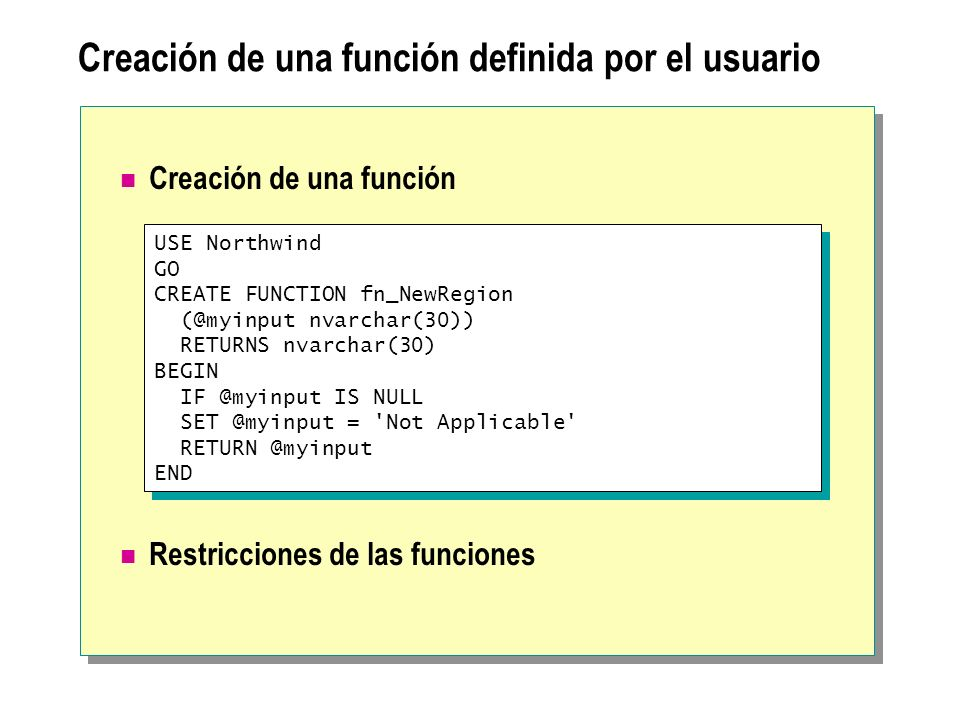 Creación de una función definida por el usuario
Creación de una función
USE Northwind
GO
CREATE FUNCTION fn_NewRegion
(@myinput nvarchar(30))
RETURNS nvarchar(30)
BEGIN
IF @myinput IS NULL
SET @myinput = 'Not Applicable'
RETURN @myinput
END
Restricciones de las funciones